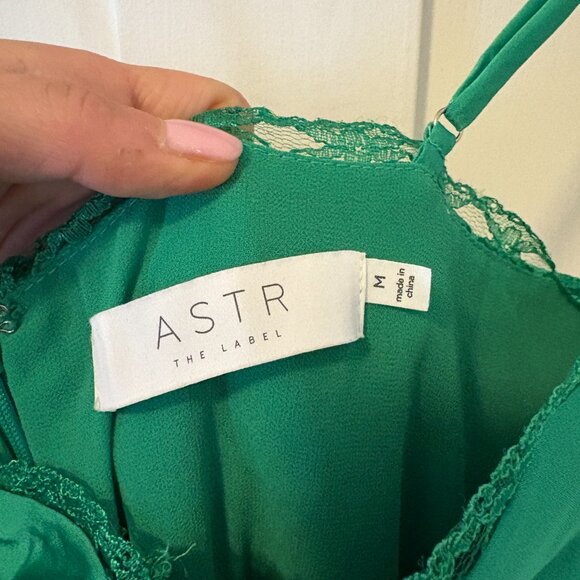 ASTR
THE LABEL
M
made in
china